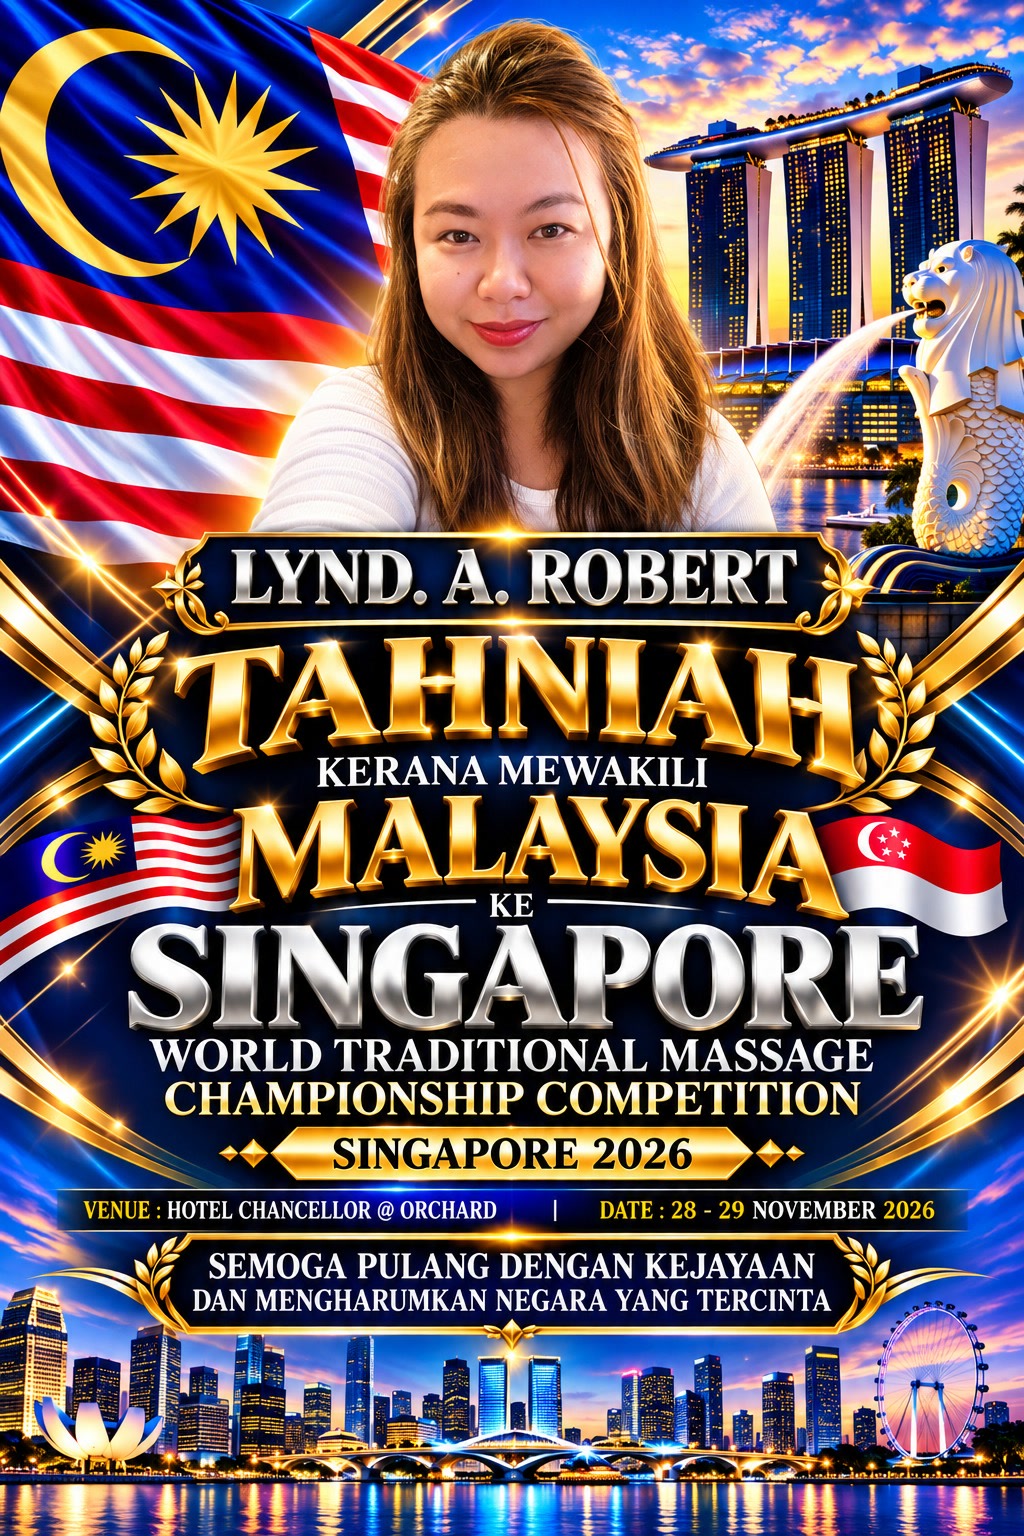 LYND. A. ROBERT
TAHNIAH
KERANA MEWAKILI
MALAYSIA
KE
SINGAPORE
WORLD TRADITIONAL MASSAGE
CHAMPIONSHIP COMPETITION
SINGAPORE 2026
VENUE : HOTEL CHANCELLOR @ ORCHARD | DATE : 28 - 29 NOVEMBER 2026
SEMOGA PULANG DENGAN KEJAYAAN
DAN MENGHARUMKAN NEGARA YANG TERCINTA